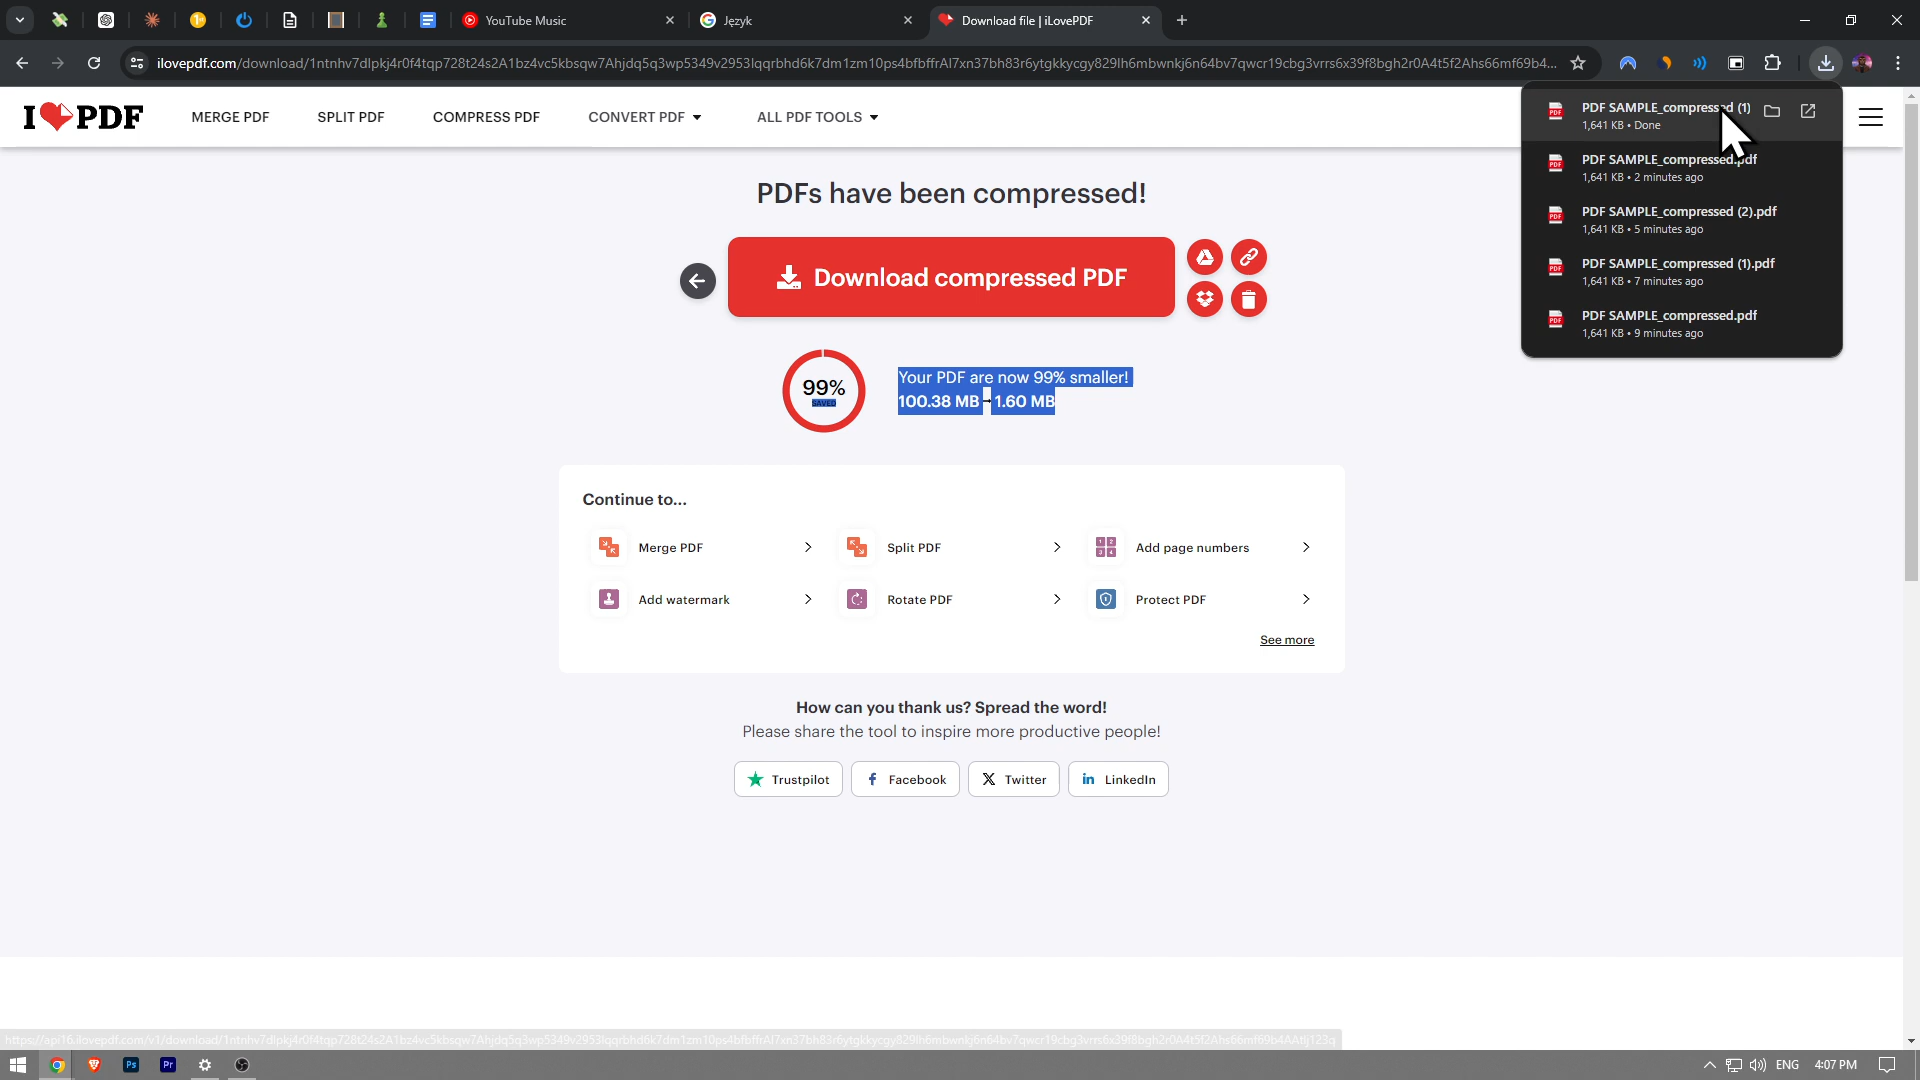 YouTube Music
Język
Download file | iLovePDF
ilovepdf.com/download/
I PDF
MERGE PDF
SPLIT PDF
COMPRESS PDF
CONVERT PDF
ALL PDF TOOLS
PDF SAMPLE_compressed (1)
1,641 KB • Done
PDF SAMPLE_compressed.pdf
1,641 KB • 2 minutes ago
PDF SAMPLE_compressed (2).pdf
1,641 KB • 5 minutes ago
PDF SAMPLE_compressed (1).pdf
1,641 KB • 7 minutes ago
PDF SAMPLE_compressed.pdf
1,641 KB • 9 minutes ago
PDFs have been compressed!
Download compressed PDF
99%
SAVED
Your PDF are now 99% smaller!
100.38 MB → 1.60 MB
Continue to...
Merge PDF
Split PDF
Add page numbers
Add watermark
Rotate PDF
Protect PDF
See more
How can you thank us? Spread the word!
Please share the tool to inspire more productive people!
Trustpilot
Facebook
Twitter
LinkedIn
Ps
Pr
ENG
4:07 PM